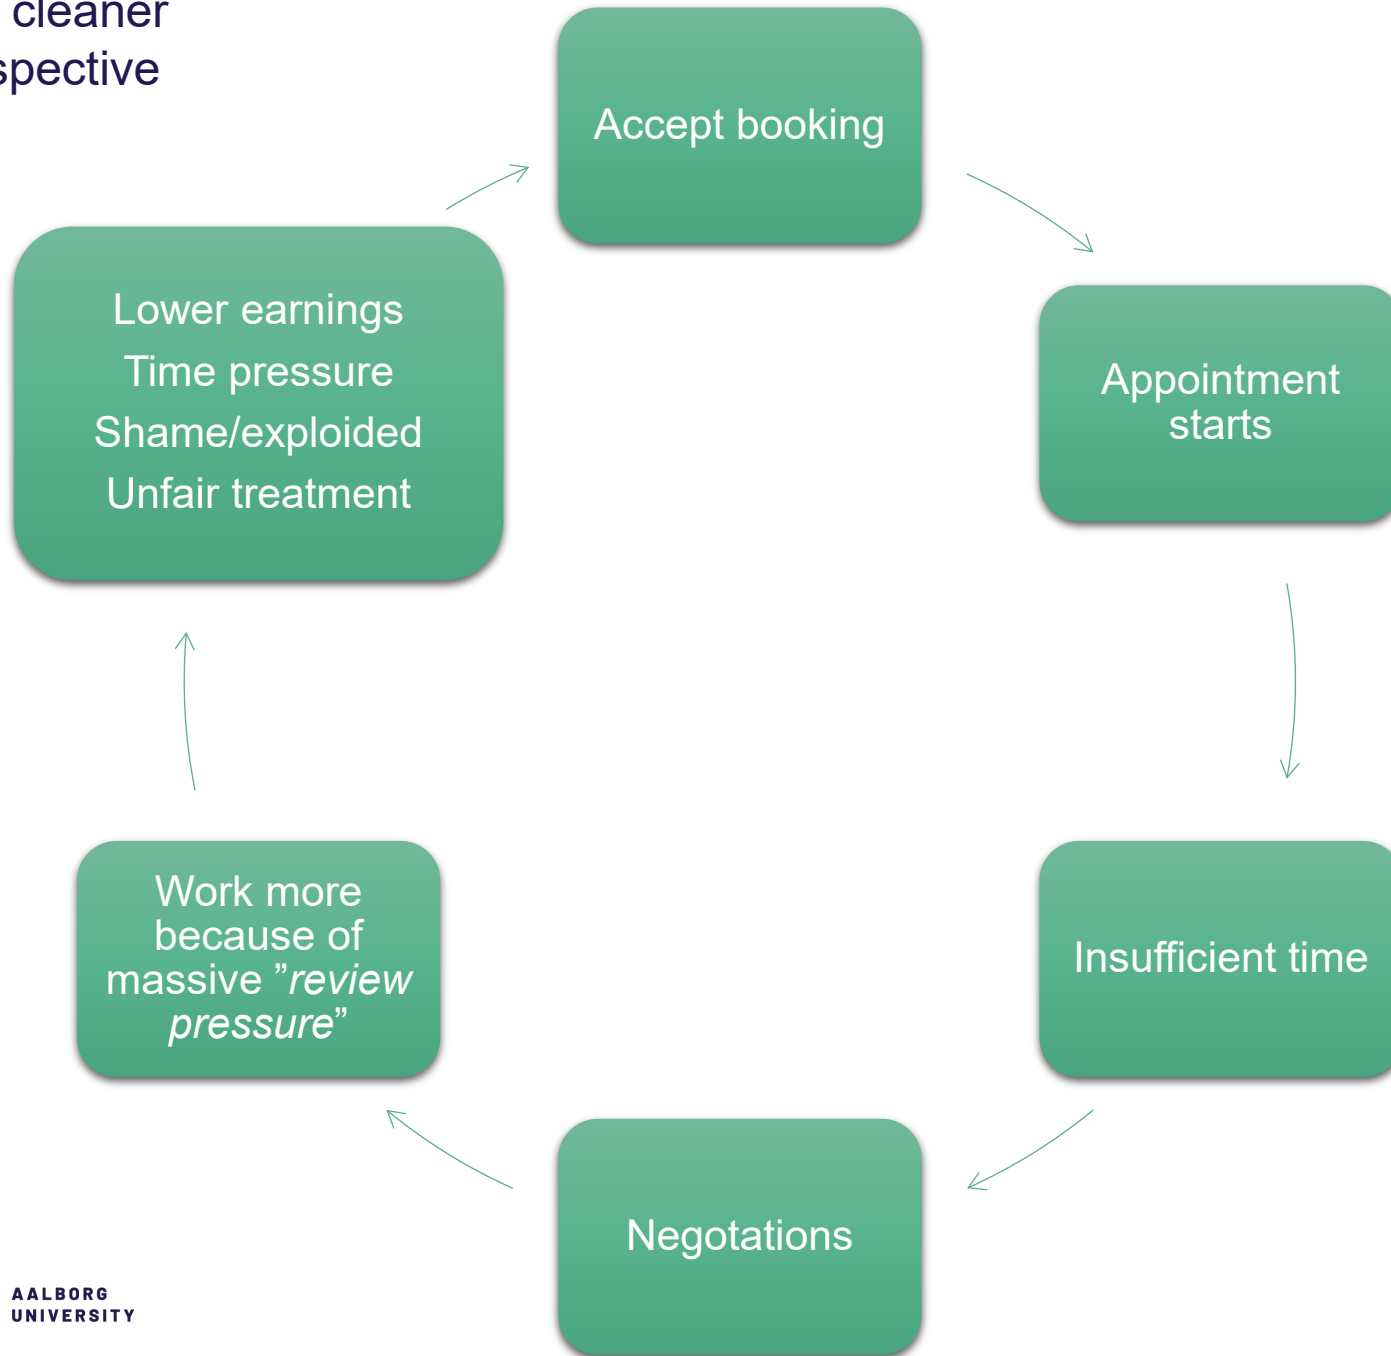 cleaner
spective
Accept booking
Appointment
starts
Insufficient time
Negotations
Work more
because of
massive ”review
pressure”
Lower earnings
Time pressure
Shame/exploided
Unfair treatment
AALBORG
UNIVERSITY